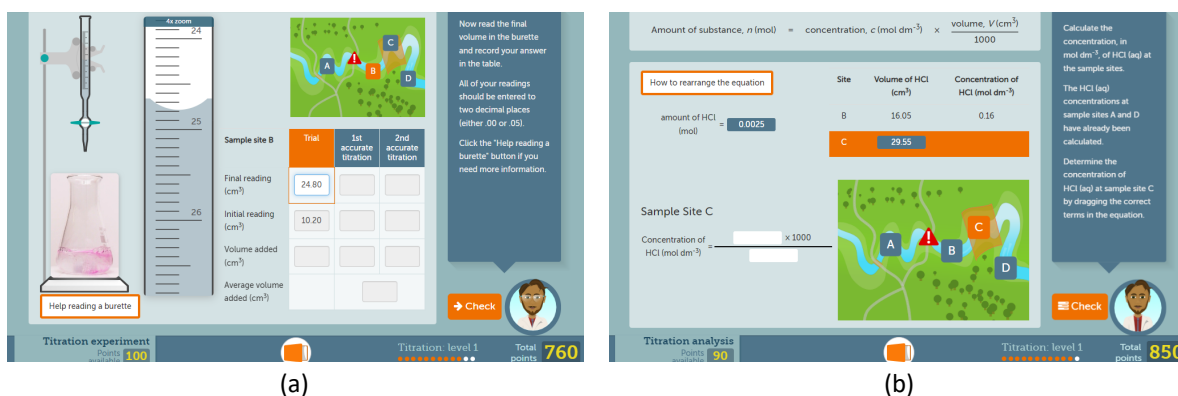 4x zoom
24
25
26
Help reading a burette
A
B
C
D
Sample site B
Trial
1st
accurate
titration
2nd
accurate
titration
Final reading
(cm³)
24.80
Initial reading
(cm³)
10.20
Volume added
(cm³)
Average volume
added (cm³)
Now read the final
volume in the burette
and record your answer
in the table.
All of your readings
should be entered to
two decimal places
(either .00 or .05).
Click the "Help reading a
burette" button if you
need more information.
Check
Titration experiment
Points
available 100
Titration: level 1
Total
points 760
(a)
Amount of substance, n (mol) = concentration, c (mol dm⁻³) × volume, V (cm³)
1000
How to rearrange the equation
amount of HCl
(mol) = 0.0025
Site
Volume of HCl
(cm³)
Concentration of
HCl (mol dm⁻³)
B 16.05 0.16
C 29.55
Sample Site C
Concentration of
HCl (mol dm⁻³) = x 1000
A
B
C
D
Calculate the
concentration, in
mol dm⁻³, of HCl (aq) at
the sample sites.
The HCl (aq)
concentrations at
sample sites A and D
have already been
calculated.
Determine the
concentration of
HCl (aq) at sample site C
by dragging the correct
terms in the equation.
Check
Titration analysis
Points
available 90
Titration: level 1
Total
points 850
(b)